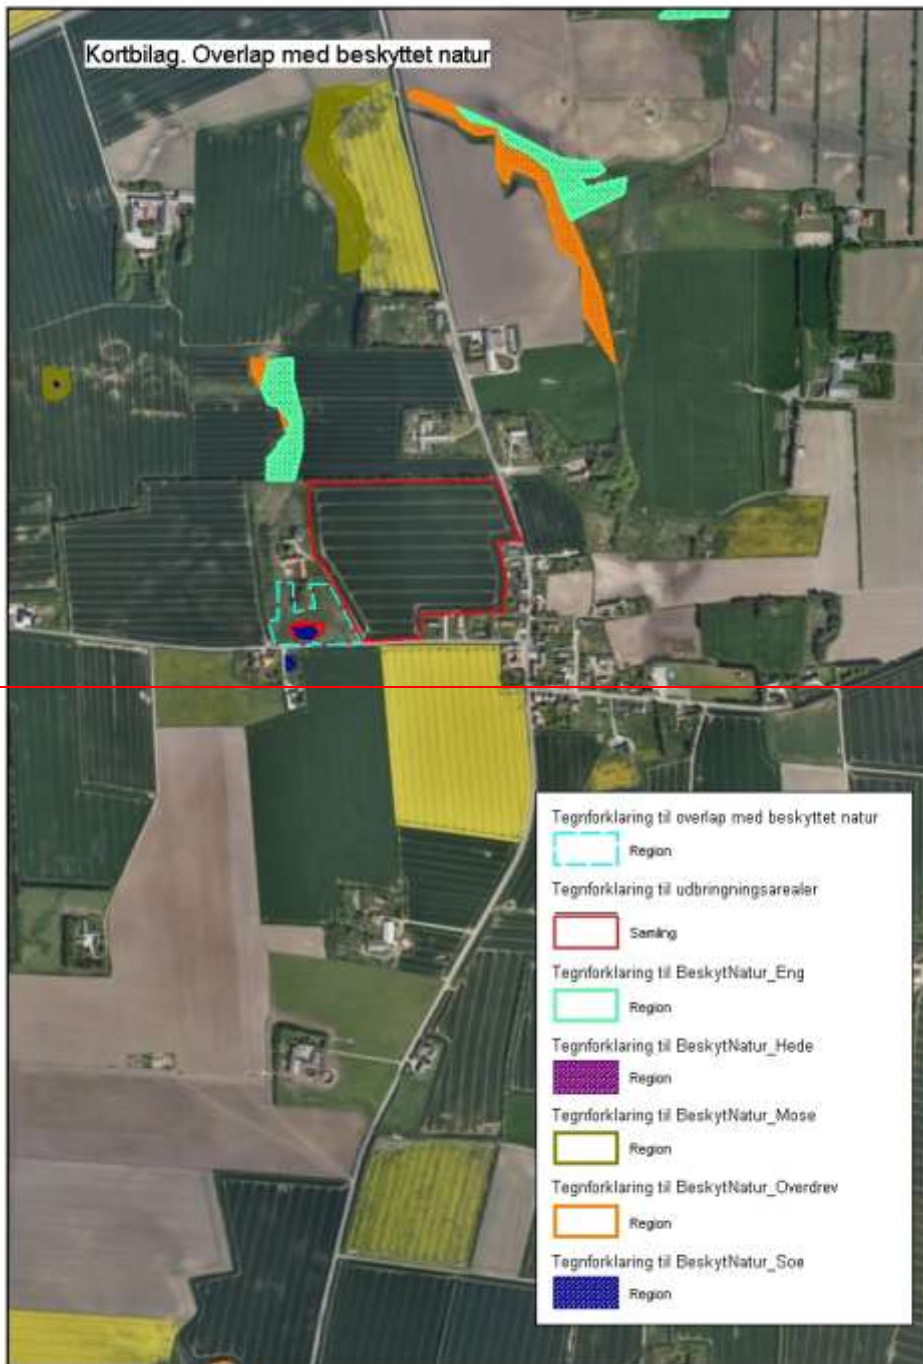 Kortbilag. Overlap med beskyttet natur
Tegnforklaring til overlap med beskyttet natur
Region
Tegnforklaring til udbringningsarealer
Samling
Tegnforklaring til BeskytNatur_Eng
Region
Tegnforklaring til BeskytNatur_Hede
Region
Tegnforklaring til BeskytNatur_Mose
Region
Tegnforklaring til BeskytNatur_Overdrev
Region
Tegnforklaring til BeskytNatur_Soe
Region